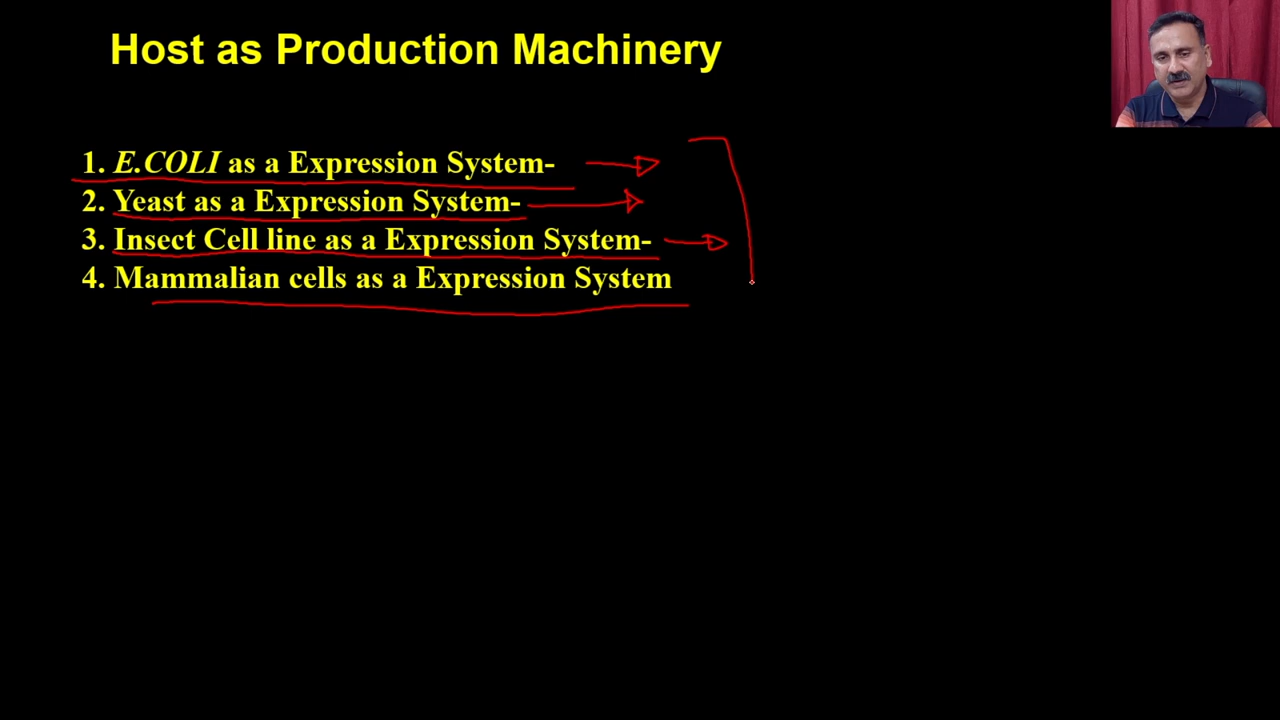 Host as Production Machinery
1. E.COLI as a Expression System-
2. Yeast as a Expression System-
3. Insect Cell line as a Expression System-
4. Mammalian cells as a Expression System